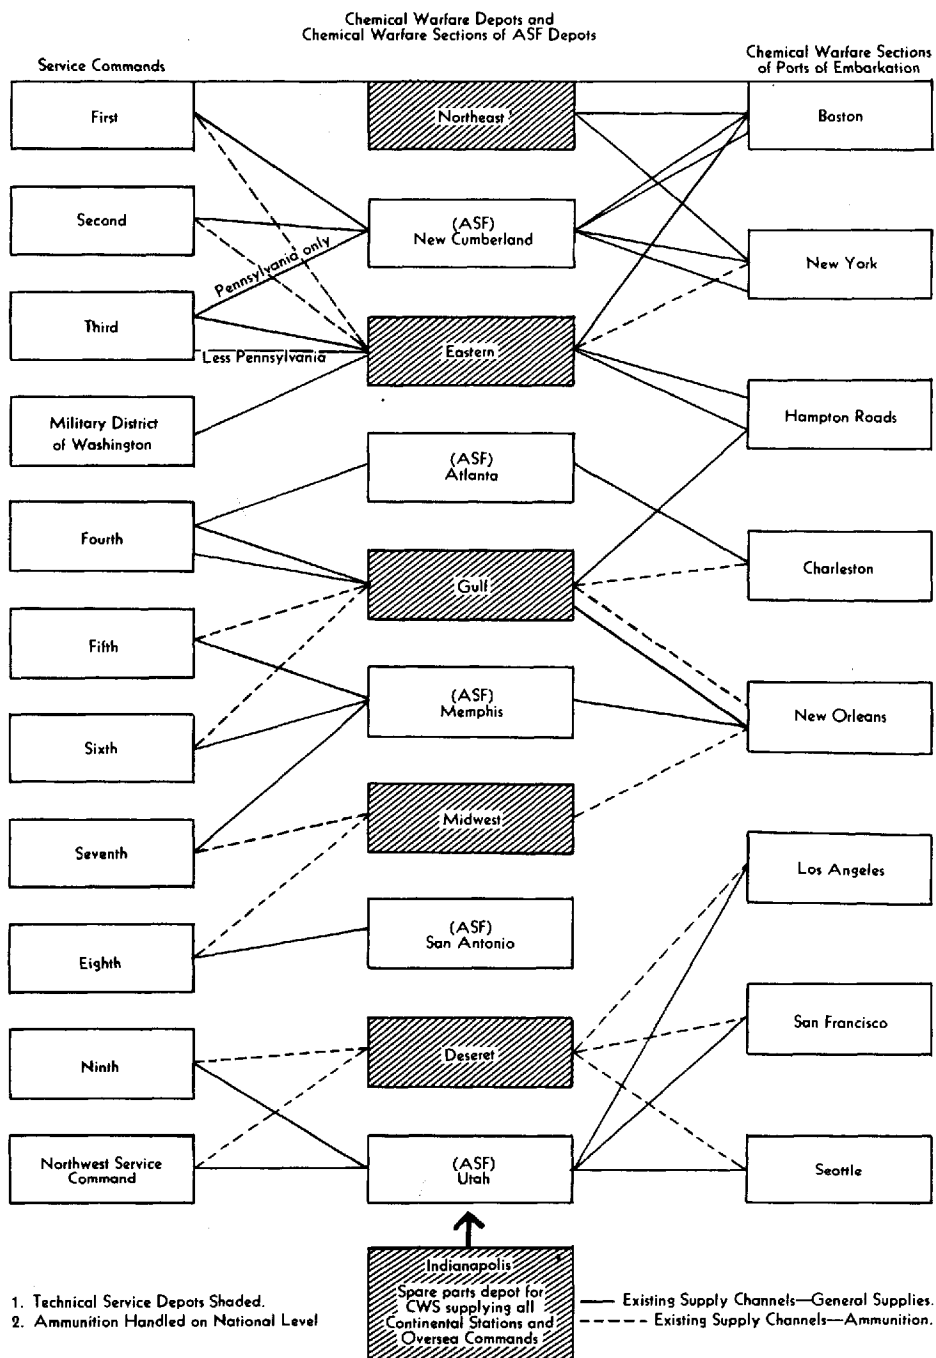 Chemical Warfare Depots and
Chemical Warfare Sections of ASF Depots
Service Commands
Chemical Warfare Sections
of Ports of Embarkation
First
Northeast
Boston
Second
(ASF)
New Cumberland
New York
Pennsylvania only
Third
Less Pennsylvania
Eastern
Military District
of Washington
Hampton Roads
(ASF)
Atlanta
Fourth
Charleston
Gulf
Fifth
(ASF)
Memphis
New Orleans
Sixth
Midwest
Seventh
Los Angeles
(ASF)
San Antonio
Eighth
San Francisco
Deseret
Ninth
Northwest Service
Command
(ASF)
Utah
Seattle
Indianapolis
Spare parts depot for
CWS supplying all
Continental Stations and
Oversea Commands
1. Technical Service Depots Shaded.
2. Ammunition Handled on National Level
Existing Supply Channels—General Supplies.
Existing Supply Channels—Ammunition.